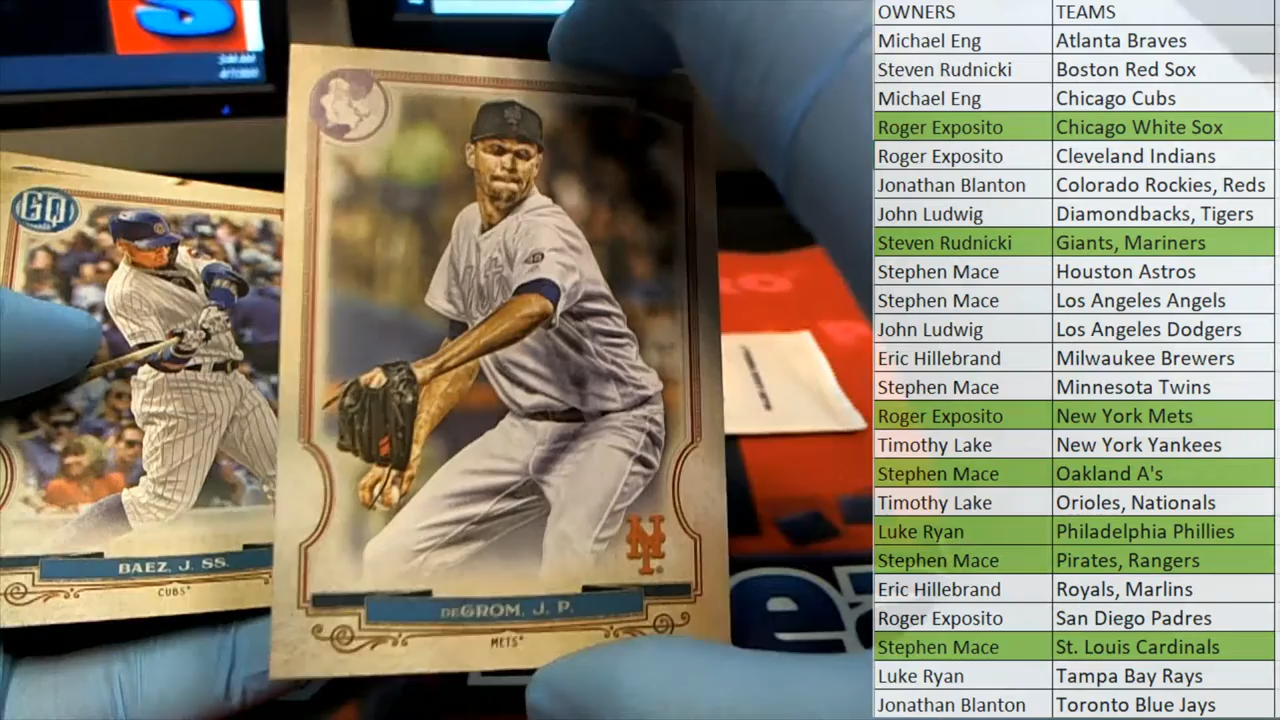 GQ
BAEZ, J. SS.
CUBS
NY
DEGROM, J. P.
METS
OWNERS TEAMS
Michael Eng Atlanta Braves
Steven Rudnicki Boston Red Sox
Michael Eng Chicago Cubs
Roger Exposito Chicago White Sox
Roger Exposito Cleveland Indians
Jonathan Blanton Colorado Rockies, Reds
John Ludwig Diamondbacks, Tigers
Steven Rudnicki Giants, Mariners
Stephen Mace Houston Astros
Stephen Mace Los Angeles Angels
John Ludwig Los Angeles Dodgers
Eric Hillebrand Milwaukee Brewers
Stephen Mace Minnesota Twins
Roger Exposito New York Mets
Timothy Lake New York Yankees
Stephen Mace Oakland A's
Timothy Lake Orioles, Nationals
Luke Ryan Philadelphia Phillies
Stephen Mace Pirates, Rangers
Eric Hillebrand Royals, Marlins
Roger Exposito San Diego Padres
Stephen Mace St. Louis Cardinals
Luke Ryan Tampa Bay Rays
Jonathan Blanton Toronto Blue Jays